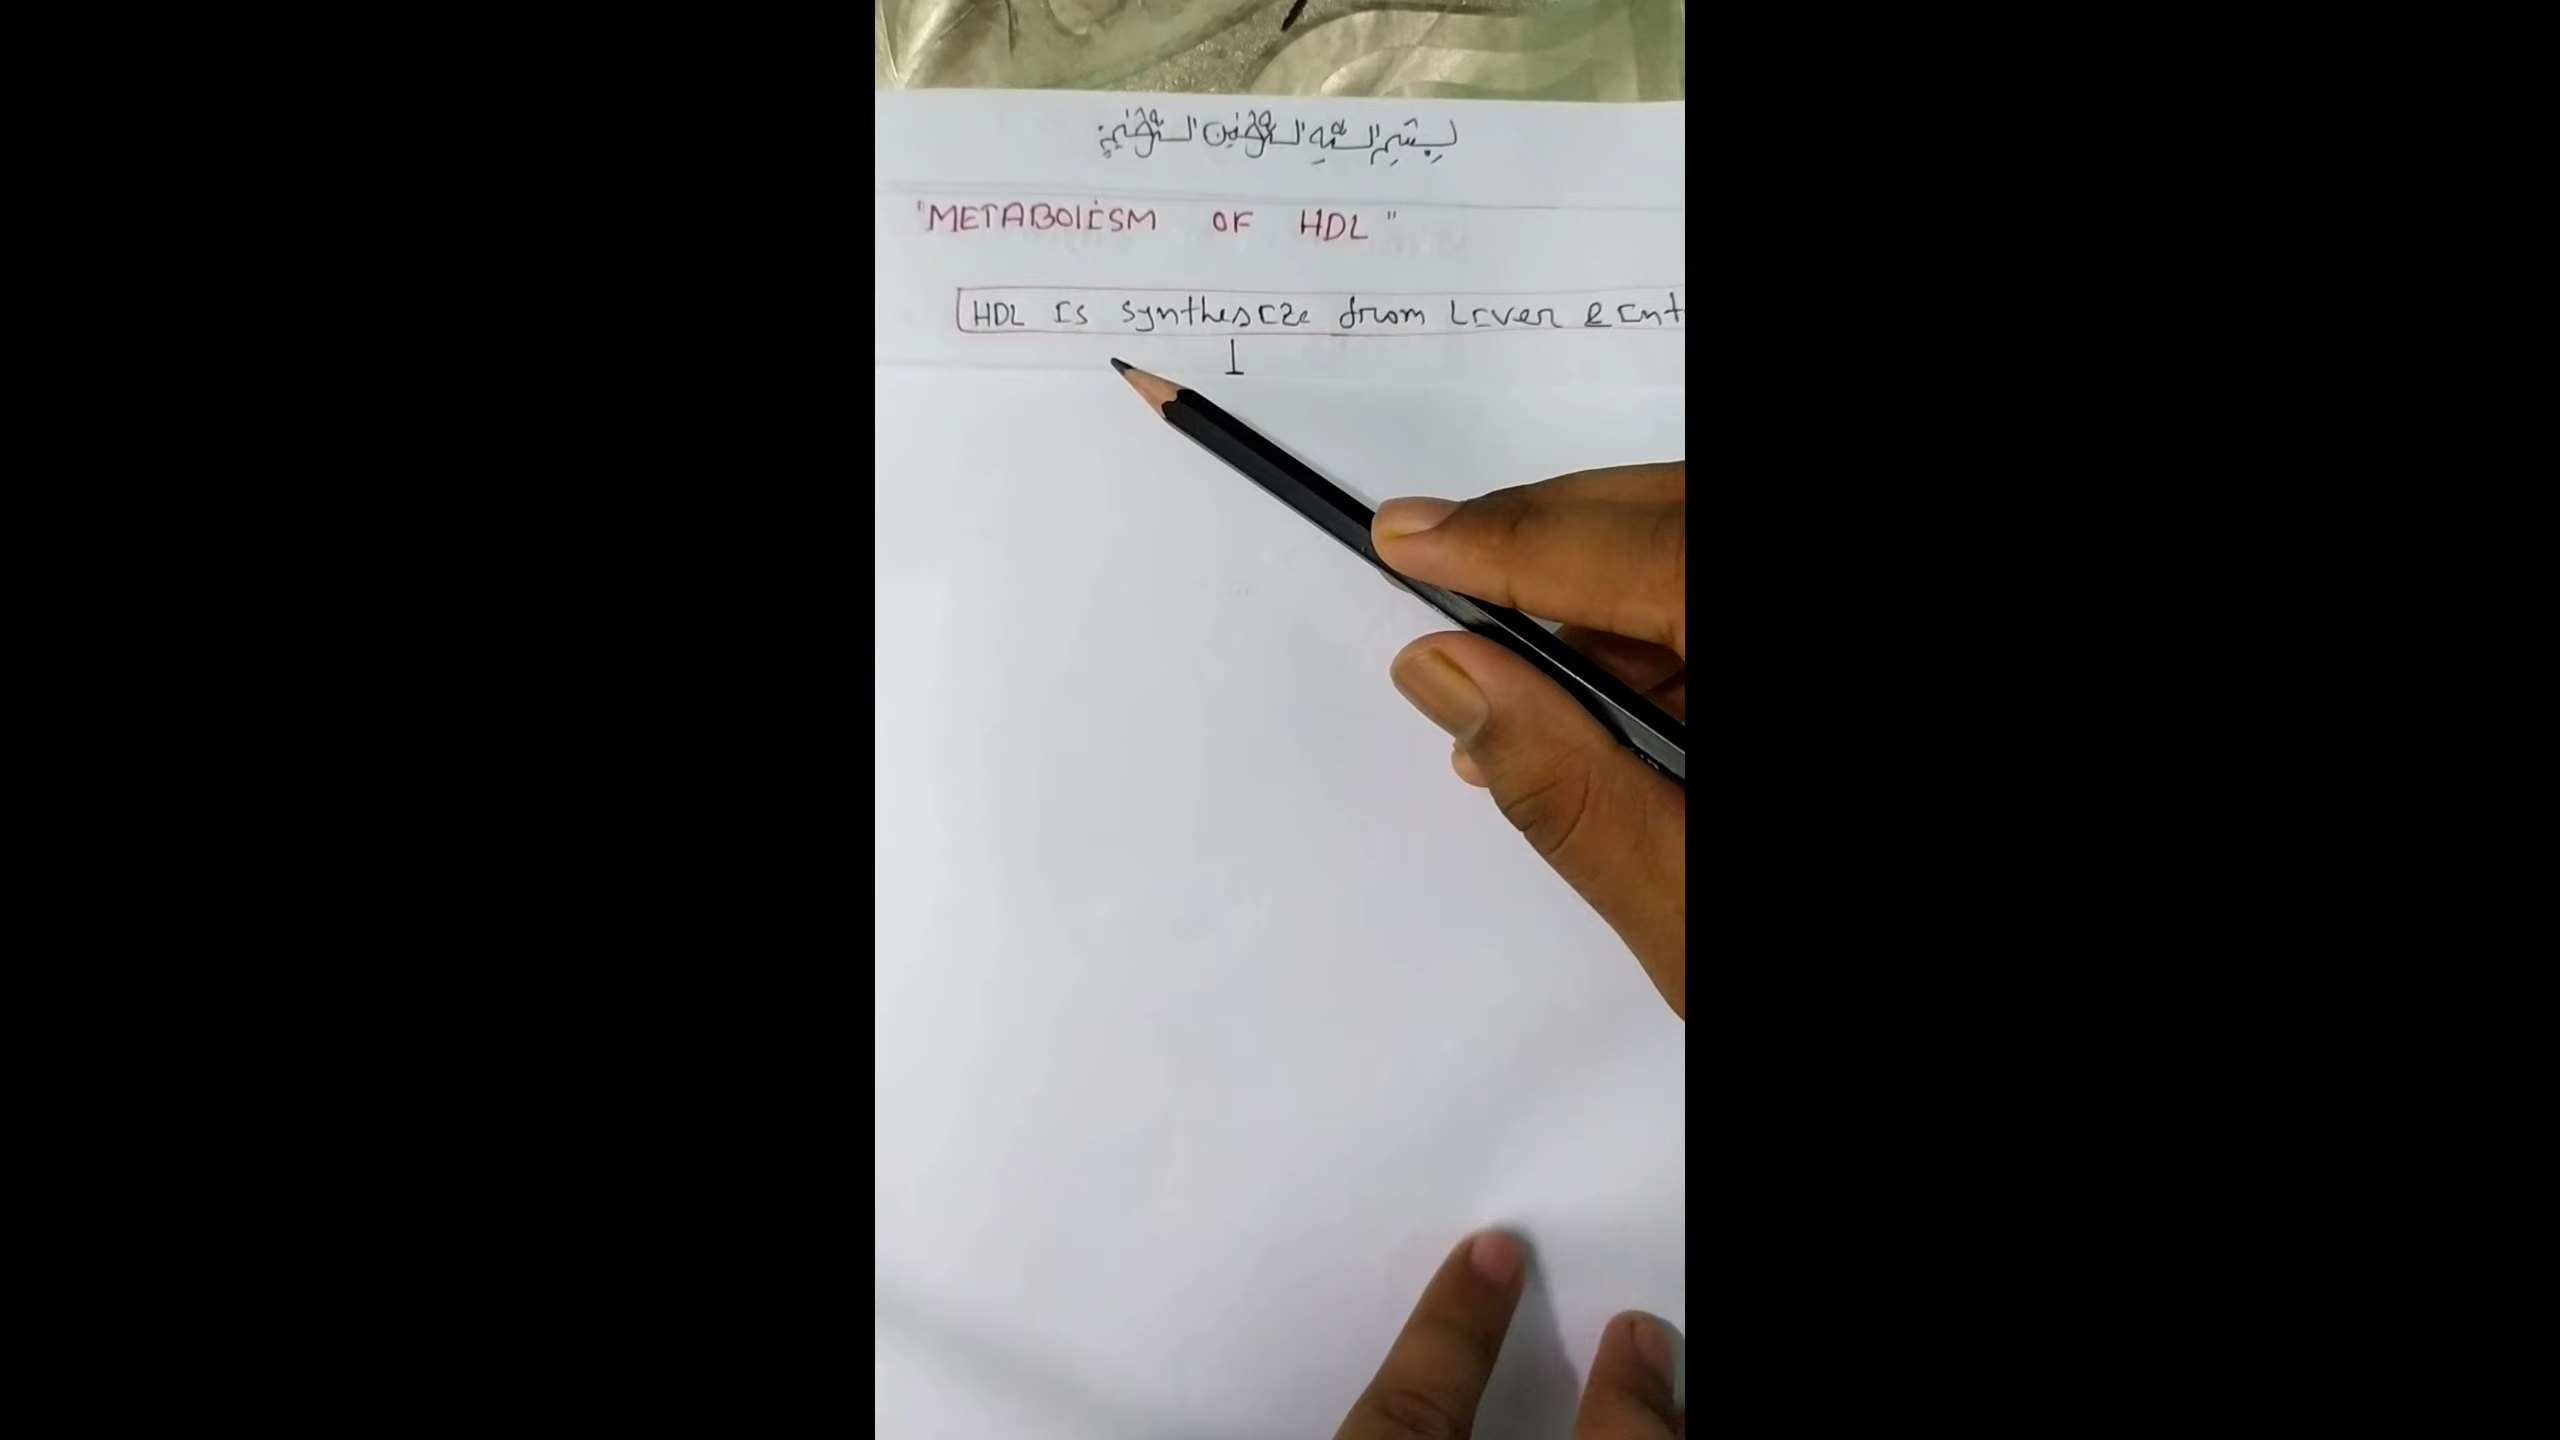 بِسْمِ اللّٰهِ الرَّحْمٰنِ الرَّحِيْمِ
"METABOLISM OF HDL"
HDL Is synthesIze from LIver & Int